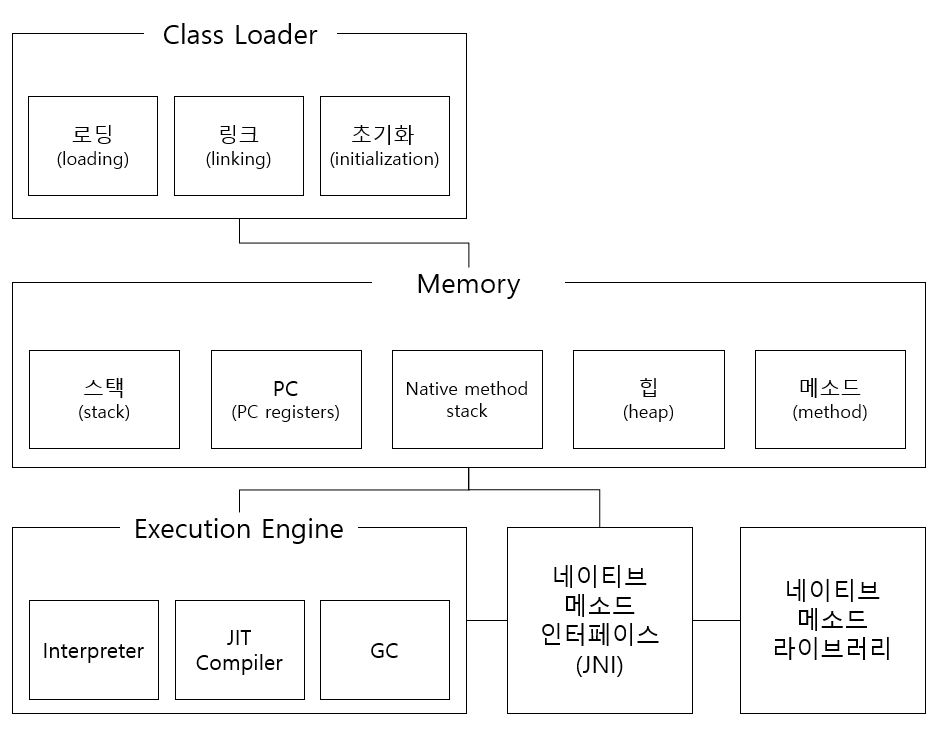 Class Loader
로딩
(loading)
링크
(linking)
초기화
(initialization)
Memory
스택
(stack)
PC
(PC registers)
Native method
stack
힙
(heap)
메소드
(method)
Execution Engine
Interpreter
JIT
Compiler
GC
네이티브
메소드
인터페이스
(JNI)
네이티브
메소드
라이브러리